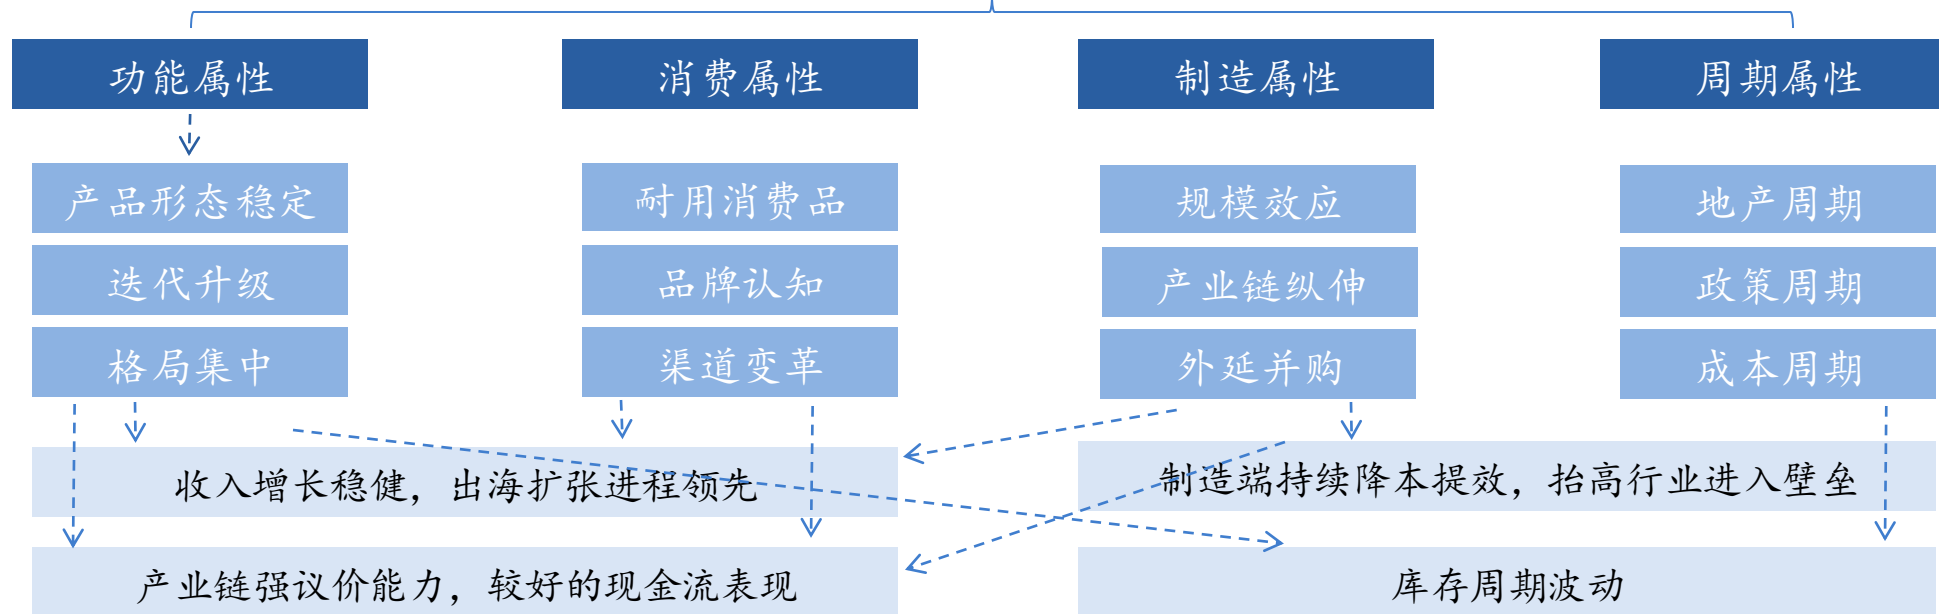 功能属性
消费属性
制造属性
周期属性
产品形态稳定
耐用消费品
规模效应
地产周期
迭代升级
品牌认知
产业链纵伸
政策周期
格局集中
渠道变革
外延并购
成本周期
收入增长稳健，出海扩张进程领先
制造端持续降本提效，抬高行业进入壁垒
产业链强议价能力，较好的现金流表现
库存周期波动